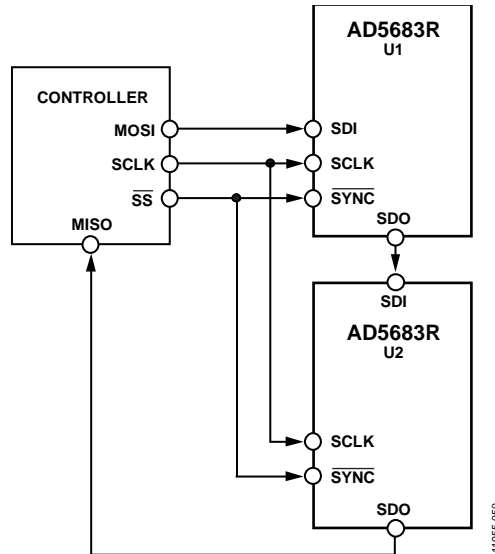 AD5683R
U1
CONTROLLER
MOSI
SDI
SCLK
SCLK
SS
SYNC
MISO
SDO
SDI
AD5683R
U2
SCLK
SYNC
SDO